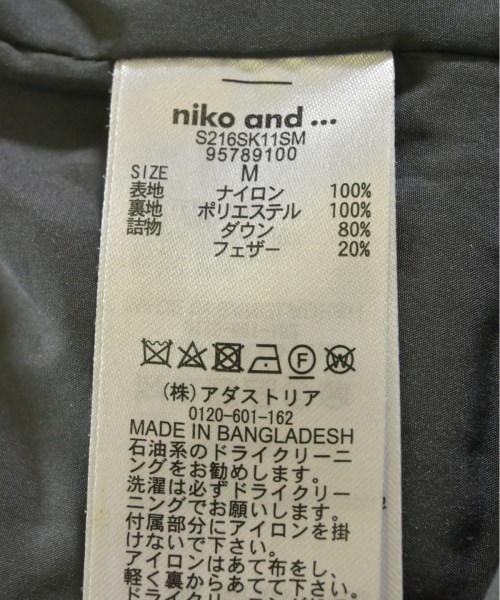 niko and ...
S216SK11SM
95789100
SIZE M
表地 ナイロン 100%
裏地 ポリエステル 100%
詰物 ダウン 80%
フェザー 20%
(株)アダストリア
0120-601-162
MADE IN BANGLADESH
石油系のドライクリーニ
ングをお勧めします。
洗濯は必ずドライクリー
ニングでお願いします。
付属部分にアイロンを掛
けないで下さい。
アイロンはあて布をし、
軽く裏からあてて下さい。